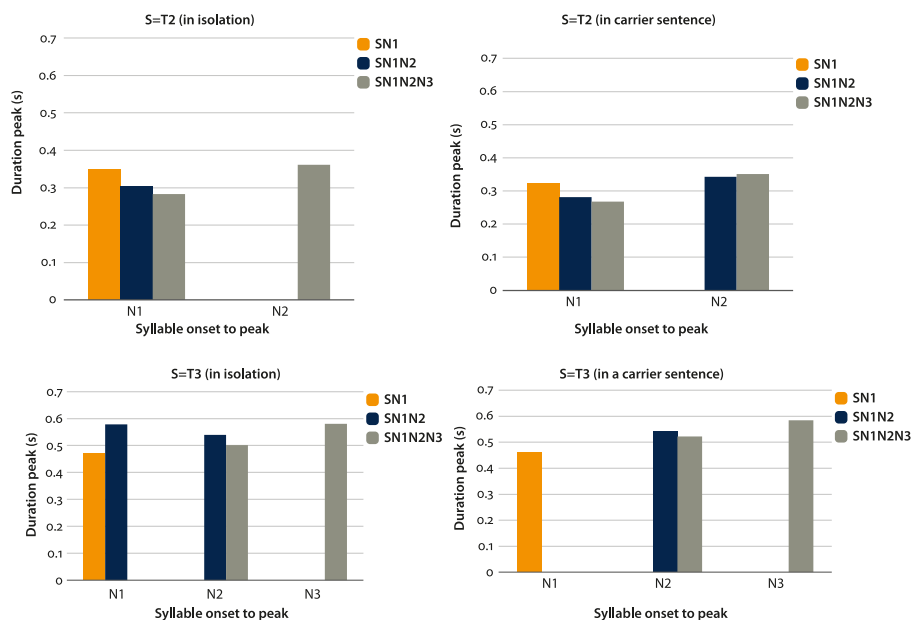 S=T2 (in isolation)
0.7
0.6
0.5
0.4
0.3
0.2
0.1
0
Duration peak (s)
N1
N2
Syllable onset to peak
SN1
SN1N2
SN1N2N3
S=T2 (in carrier sentence)
0.7
0.6
0.5
0.4
0.3
0.2
0.1
0
Duration peak (s)
N1
N2
Syllable onset to peak
SN1
SN1N2
SN1N2N3
S=T3 (in isolation)
0.7
0.6
0.5
0.4
0.3
0.2
0.1
0
Duration peak (s)
N1
N2
N3
Syllable onset to peak
SN1
SN1N2
SN1N2N3
S=T3 (in a carrier sentence)
0.7
0.6
0.5
0.4
0.3
0.2
0.1
0
Duration peak (s)
N1
N2
N3
Syllable onset to peak
SN1
SN1N2
SN1N2N3